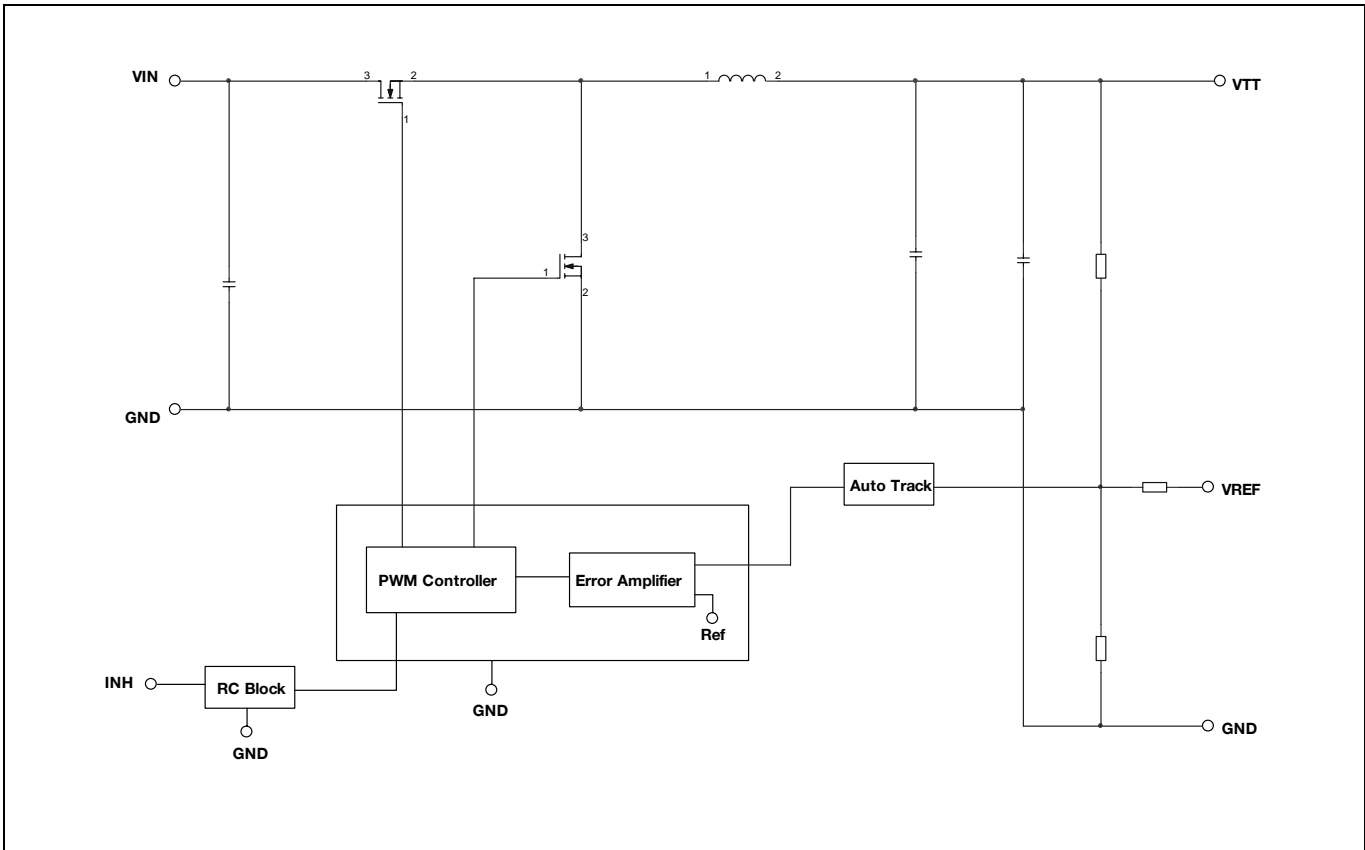 VIN
3
2
1
1
2
VTT
3
1
2
GND
Auto Track
VREF
PWM Controller
Error Amplifier
Ref
INH
RC Block
GND
GND
GND